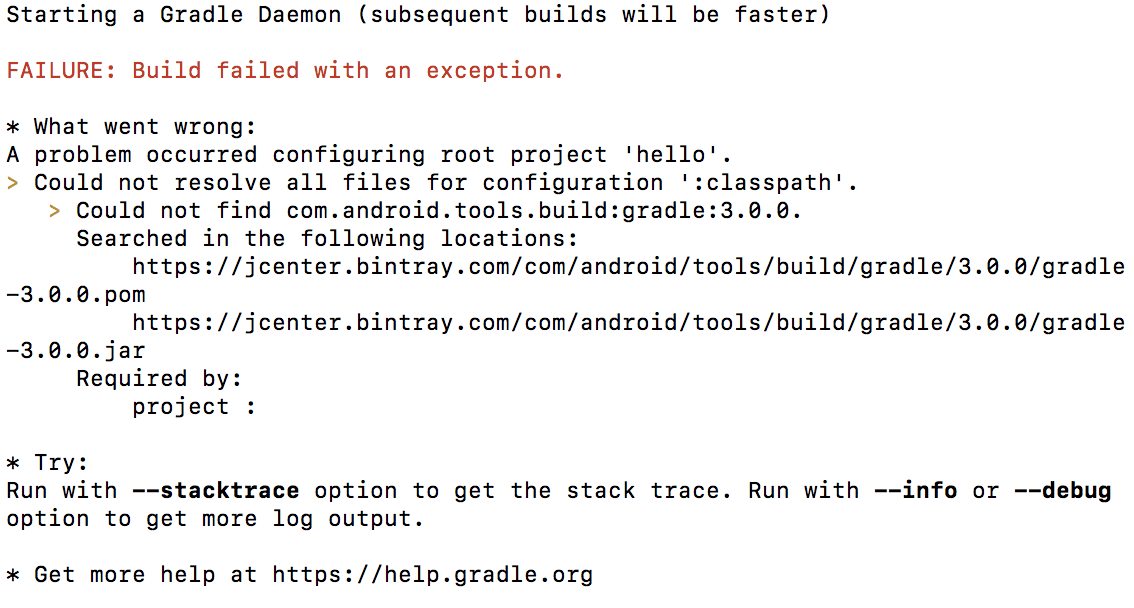 Starting a Gradle Daemon (subsequent builds will be faster)
FAILURE: Build failed with an exception.
* What went wrong:
A problem occurred configuring root project 'hello'.
> Could not resolve all files for configuration ':classpath'.
> Could not find com.android.tools.build:gradle:3.0.0.
Searched in the following locations:
https://jcenter.bintray.com/com/android/tools/build/gradle/3.0.0/gradle
-3.0.0.pom
https://jcenter.bintray.com/com/android/tools/build/gradle/3.0.0/gradle
-3.0.0.jar
Required by:
project :
* Try:
Run with --stacktrace option to get the stack trace. Run with --info or --debug
option to get more log output.
* Get more help at https://help.gradle.org